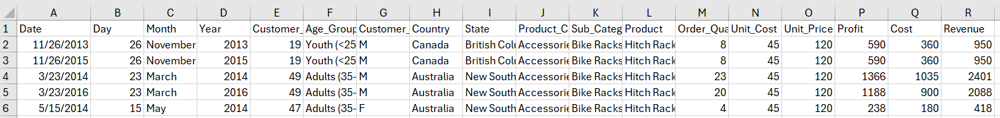 A B C D E F G H I J K L M N O P Q R
1 Date Day Month Year Customer_ Age_Group Customer_ Country State Product_C Sub_Categ Product Order_Qua Unit_Cost Unit_Price Profit Cost Revenue
2 11/26/2013 26 November 2013 19 Youth (<25 M Canada British Colu Accessorie Bike Racks Hitch Rack 8 45 120 590 360 950
3 11/26/2015 26 November 2015 19 Youth (<25 M Canada British Colu Accessorie Bike Racks Hitch Rack 8 45 120 590 360 950
4 3/23/2014 23 March 2014 49 Adults (35- M Australia New South Accessorie Bike Racks Hitch Rack 23 45 120 1366 1035 2401
5 3/23/2016 23 March 2016 49 Adults (35- M Australia New South Accessorie Bike Racks Hitch Rack 20 45 120 1188 900 2088
6 5/15/2014 15 May 2014 47 Adults (35- F Australia New South Accessorie Bike Racks Hitch Rack 4 45 120 238 180 418